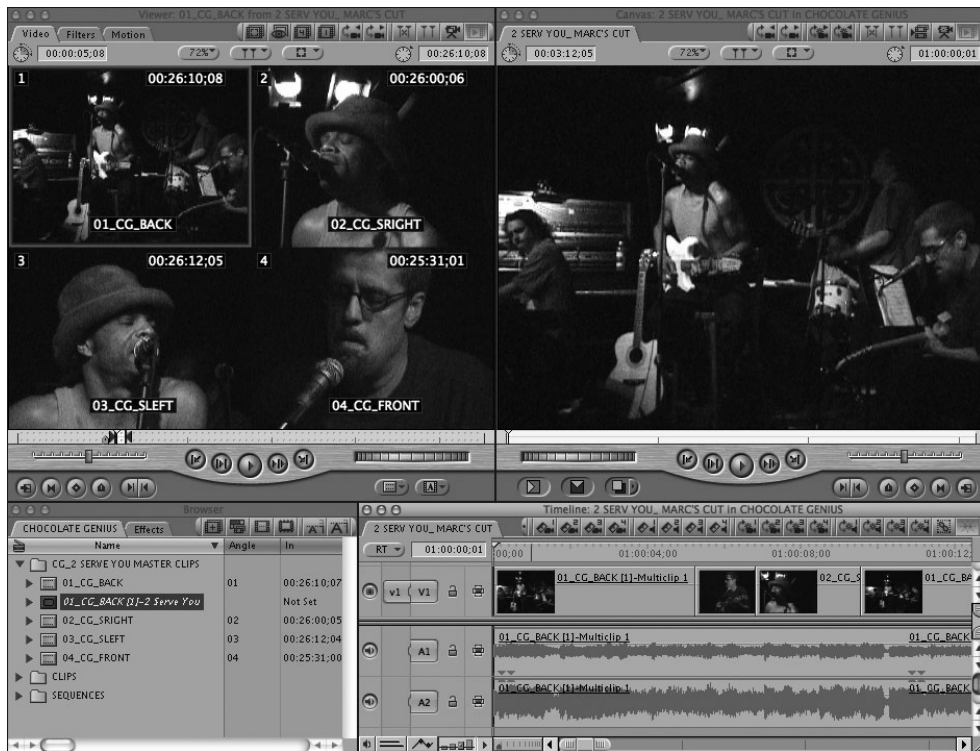 Viewer: 01_CG_BACK from 2 SERV YOU_ MARC'S CUT
Video
Filters
Motion
00:00:05;08
72%
00:26:10;08
1
00:26:10;08
01_CG_BACK
2
00:26:00;06
02_CG_SRIGHT
3
00:26:12;05
03_CG_SLEFT
4
00:25:31;01
04_CG_FRONT
Canvas: 2 SERV YOU_ MARC'S CUT in CHOCOLATE GENIUS
2 SERV YOU_ MARC'S CUT
00:03:12;05
72%
01:00:00;01
Browser
CHOCOLATE GENIUS
Effects
Name
Angle
In
CG_2 SERVE YOU MASTER CLIPS
01_CG_BACK
01
00:26:10;07
01_CG_BACK [1]-2 Serve You
Not Set
02_CG_SRIGHT
02
00:26:00;05
03_CG_SLEFT
03
00:26:12;04
04_CG_FRONT
04
00:25:31;00
CLIPS
SEQUENCES
Timeline: 2 SERV YOU_ MARC'S CUT in CHOCOLATE GENIUS
2 SERV YOU_ MARC'S CUT
RT
01:00:00;01
00;00
01:00:04;00
01:00:08;00
01:00:12;
v1
V1
01_CG_BACK [1]-Multiclip 1
02_CG_S
01_CG_BA
A1
01_CG_BACK [1]-Multiclip 1
01_CG_BACK
A2
01_CG_BACK [1]-Multiclip 1
01_CG_BACK